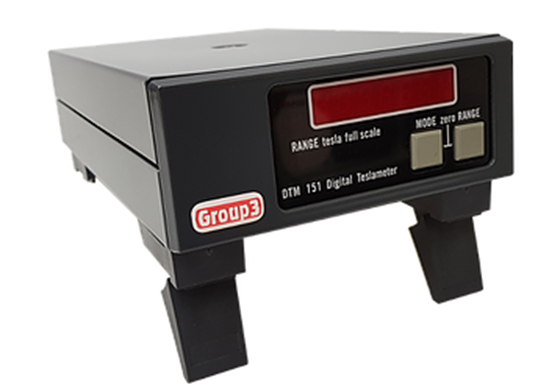 MODE zero RANGE
RANGE tesla full scale
DTM 151 Digital Teslameter
Group3